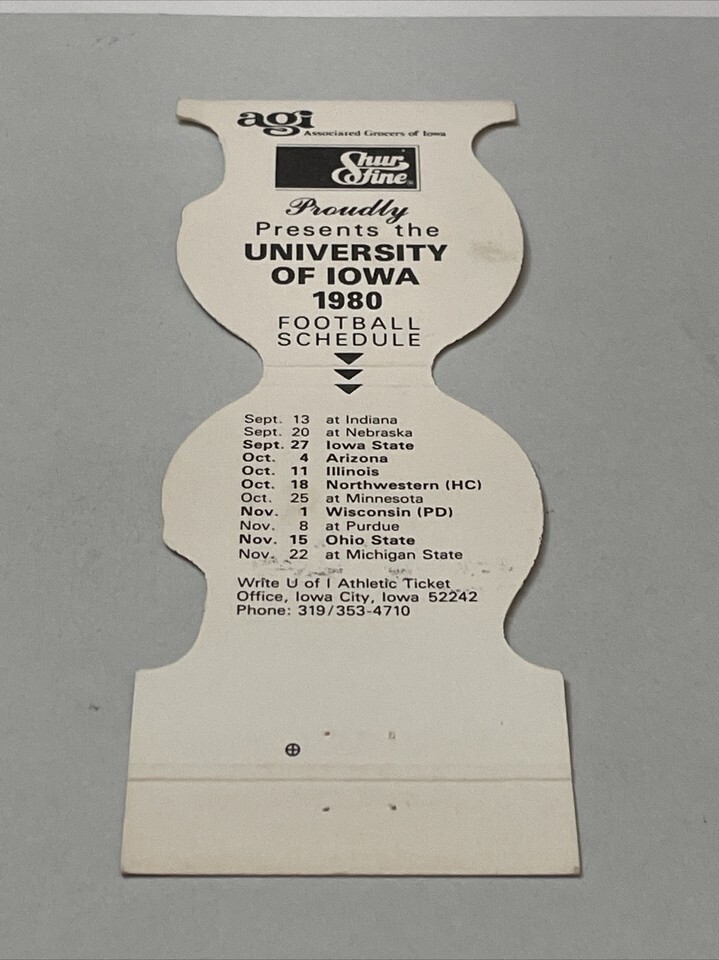 agi
Associated Grocers of Iowa
Shur
Fine®
Proudly
Presents the
UNIVERSITY
OF IOWA
1980
FOOTBALL
SCHEDULE
Sept. 13 at Indiana
Sept. 20 at Nebraska
Sept. 27 Iowa State
Oct. 4 Arizona
Oct. 11 Illinois
Oct. 18 Northwestern (HC)
Oct. 25 at Minnesota
Nov. 1 Wisconsin (PD)
Nov. 8 at Purdue
Nov. 15 Ohio State
Nov. 22 at Michigan State
Write U of I Athletic Ticket
Office, Iowa City, Iowa 52242
Phone: 319/353-4710